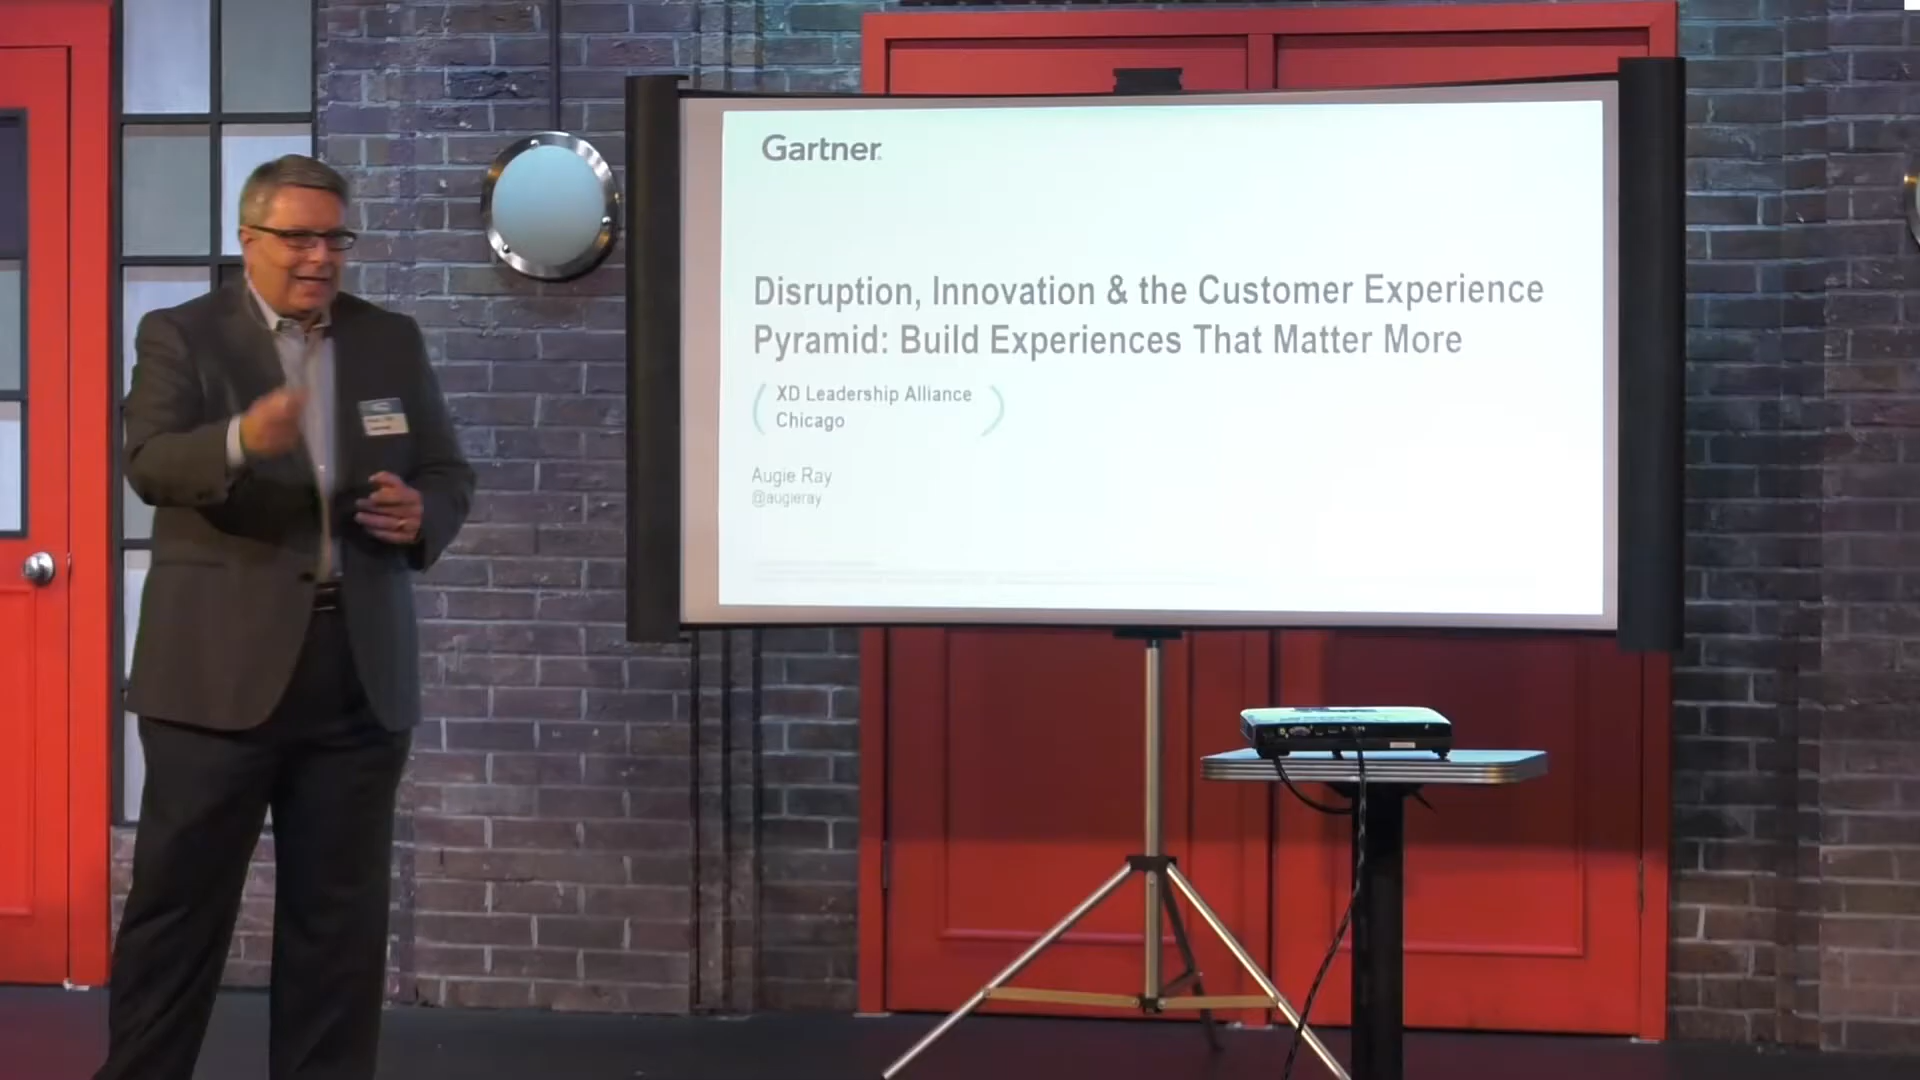 Gartner
Disruption, Innovation & the Customer Experience
Pyramid: Build Experiences That Matter More
XD Leadership Alliance
Chicago
Augie Ray
@augieray